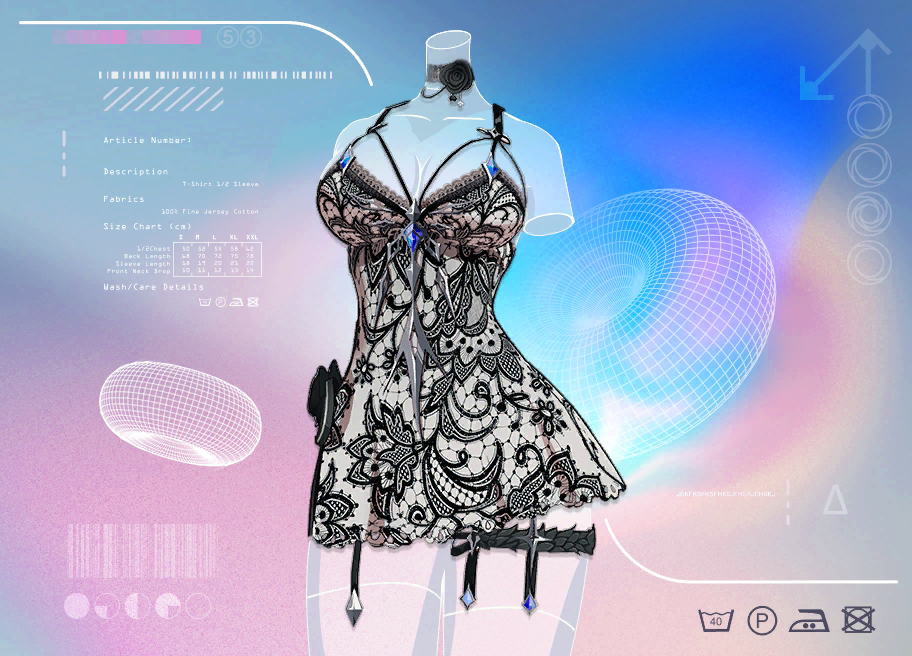 53
Article Number:
Description
T-Shirt 1/2 Sleeve
Fabrics
100% Fine Jersey Cotton
Size Chart (cm)
S M L XL XXL
1/2Chest 50 52 55 58 62
Back Length 68 70 72 75 78
Sleeve Length 18 19 20 21 22
Front Neck Drop 10 11 12 13 14
Wash/Care Details
40
P